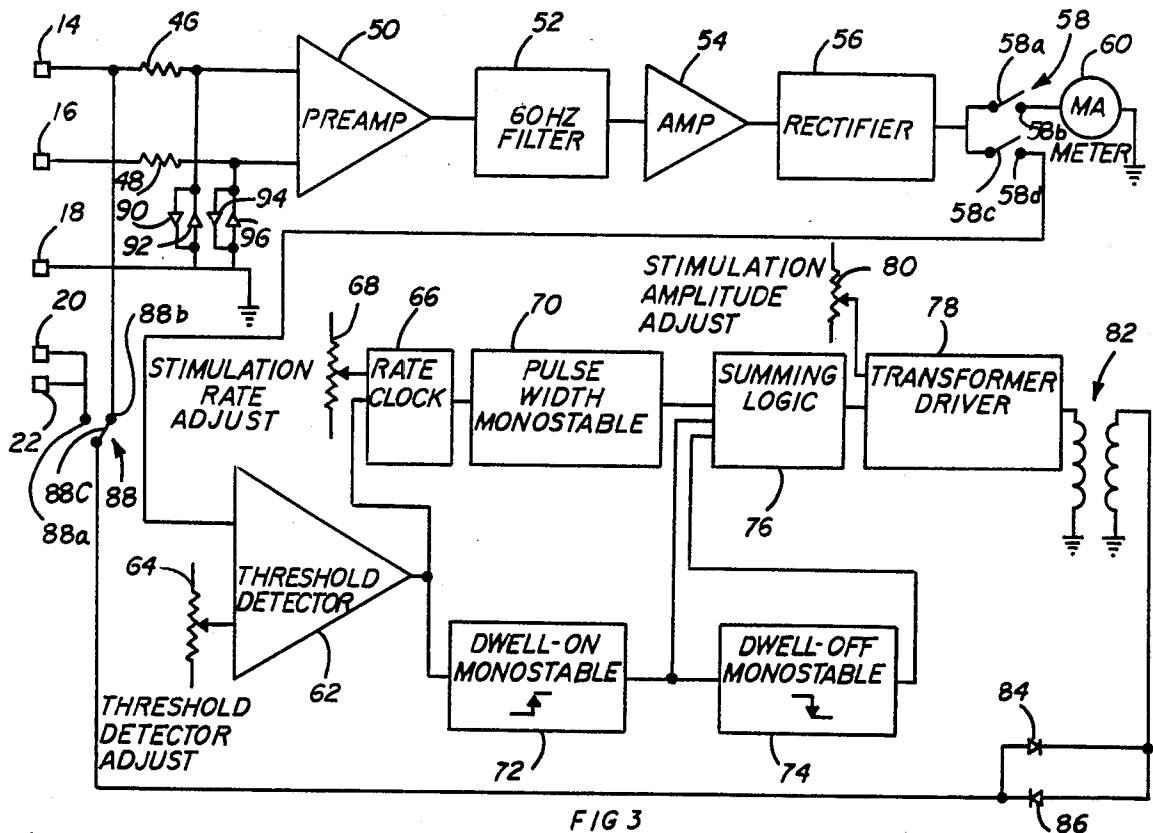 14
46
50
PREAMP
52
60HZ
FILTER
54
AMP
56
RECTIFIER
58a
58
58b
58c
58d
60
MA
METER
16
48
90
92
94
96
18
20
22
88b
88c
88
88a
STIMULATION
RATE
ADJUST
68
66
RATE
CLOCK
70
PULSE
WIDTH
MONOSTABLE
STIMULATION
AMPLITUDE
ADJUST
80
SUMMING
LOGIC
76
78
TRANSFORMER
DRIVER
82
64
THRESHOLD
DETECTOR
62
THRESHOLD
DETECTOR
ADJUST
DWELL-ON
MONOSTABLE
72
DWELL-OFF
MONOSTABLE
74
84
86
FIG 3